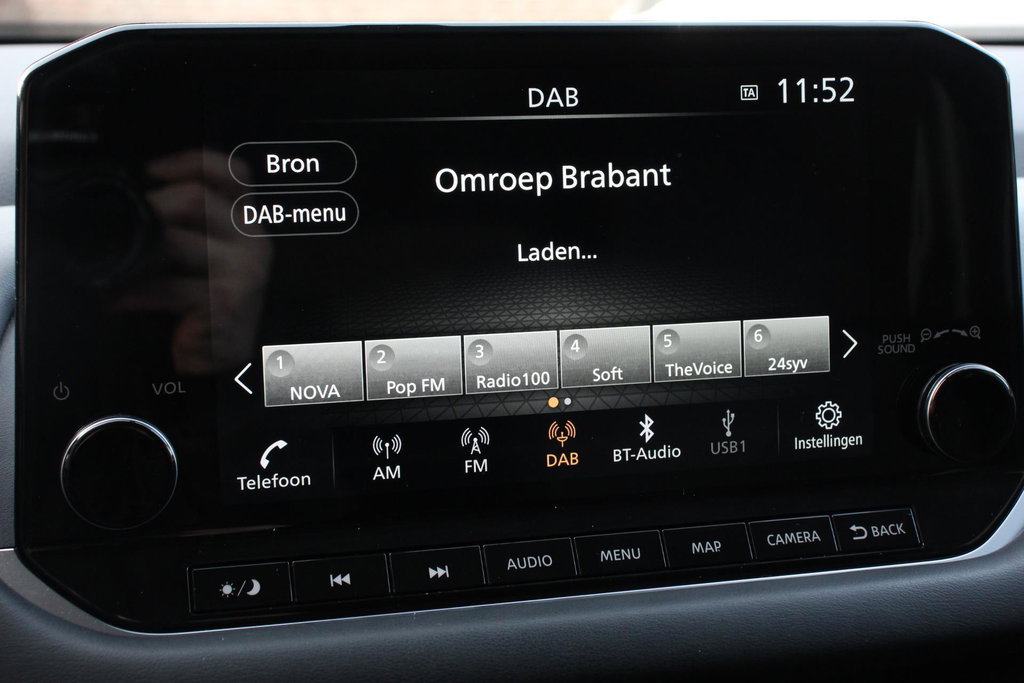 DAB
TA 11:52
Bron
Omroep Brabant
DAB-menu
Laden...
1 NOVA
2 Pop FM
3 Radio100
4 Soft
5 TheVoice
6 24syv
PUSH
SOUND
VOL
Telefoon
AM
FM
DAB
BT-Audio
USB1
Instellingen
AUDIO
MENU
MAP
CAMERA
BACK